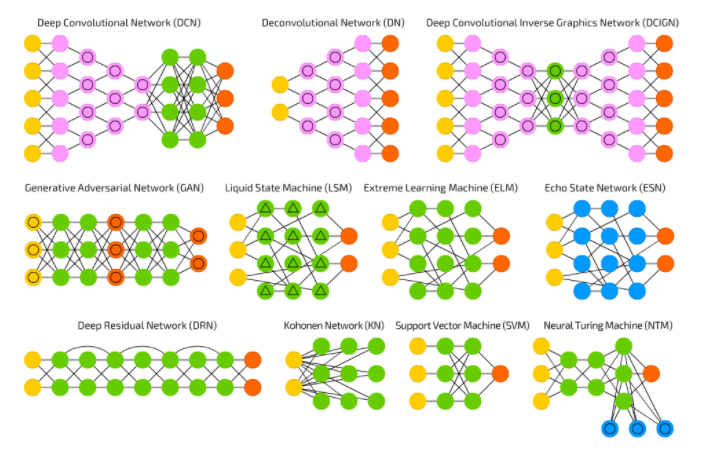 Deep Convolutional Network (DCN)
Deconvolutional Network (DN)
Deep Convolutional Inverse Graphics Network (DCIGN)
Generative Adversarial Network (GAN)
Liquid State Machine (LSM)
Extreme Learning Machine (ELM)
Echo State Network (ESN)
Deep Residual Network (DRN)
Kohonen Network (KN)
Support Vector Machine (SVM)
Neural Turing Machine (NTM)